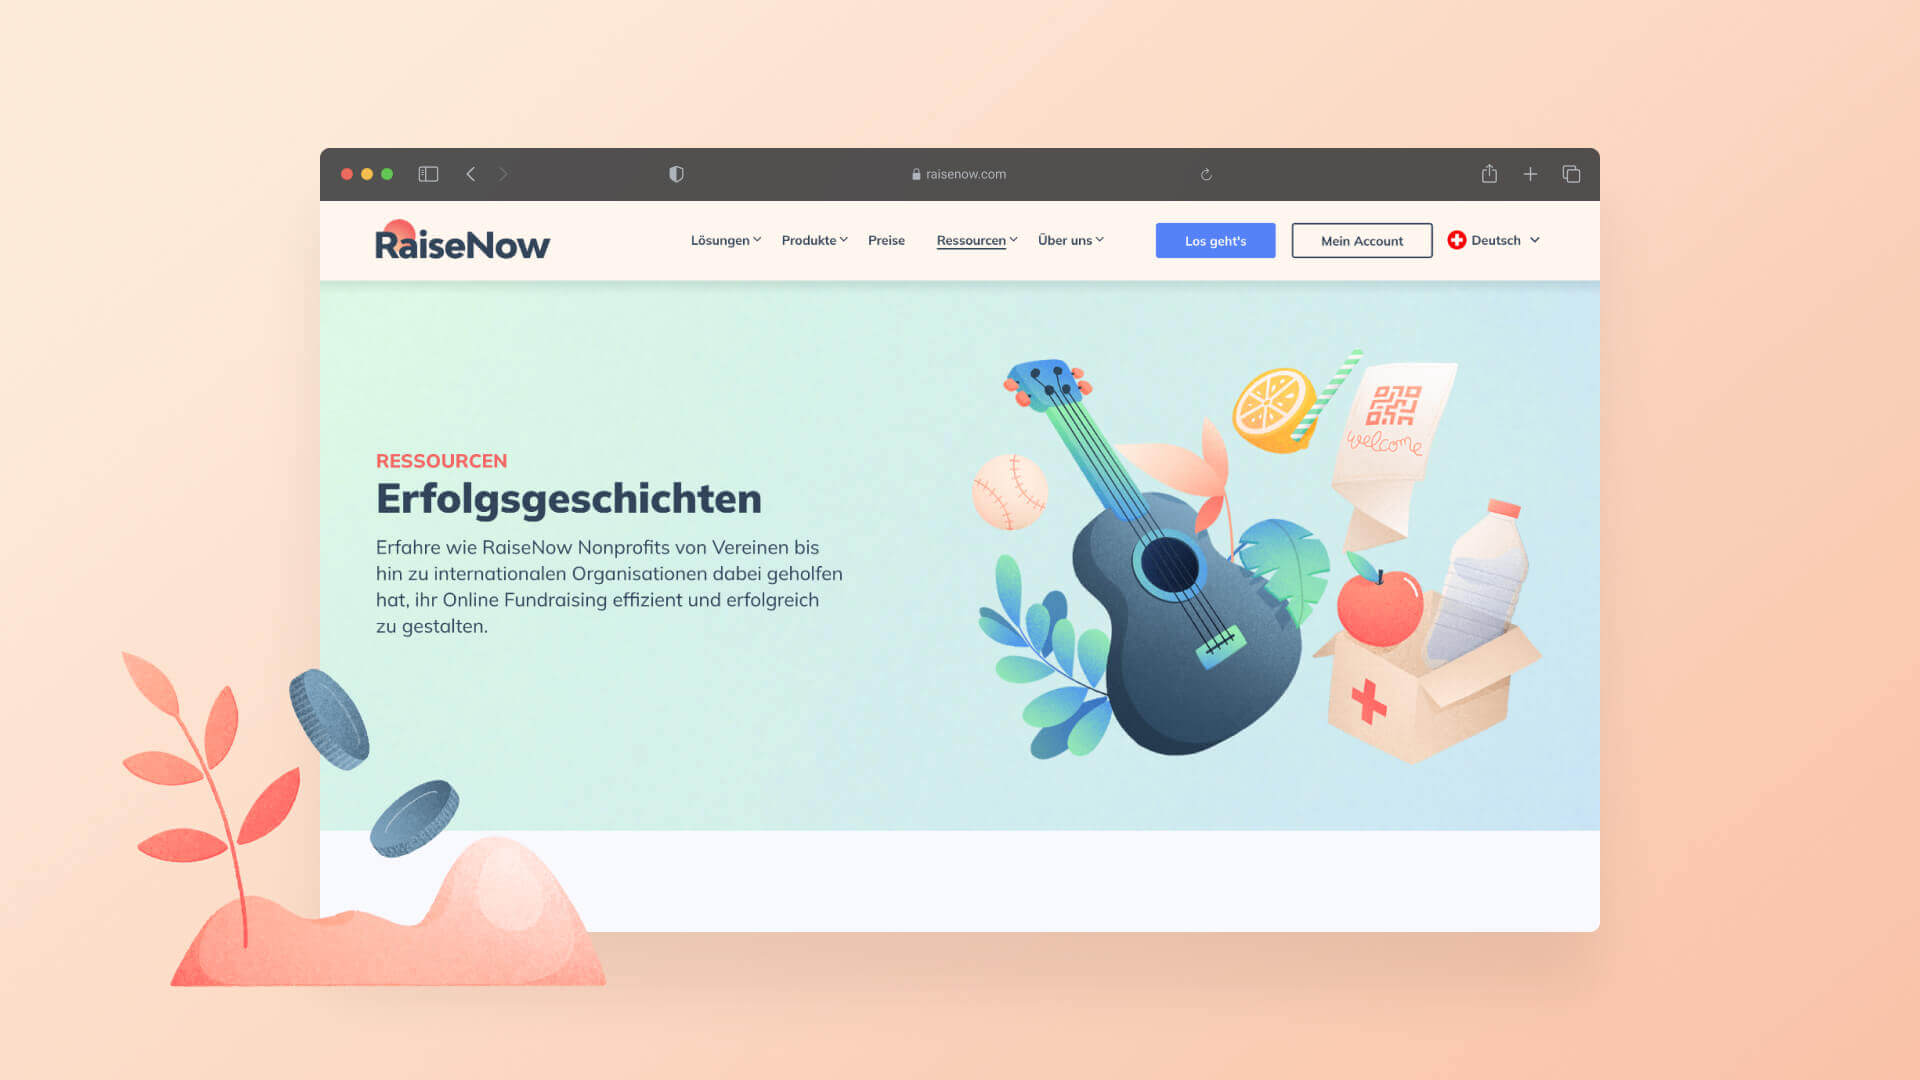 raisenow.com
RaiseNow
Lösungen
Produkte
Preise
Ressourcen
Über uns
Los geht's
Mein Account
Deutsch
RESSOURCEN
Erfolgsgeschichten
Erfahre wie RaiseNow Nonprofits von Vereinen bis
hin zu internationalen Organisationen dabei geholfen
hat, ihr Online Fundraising effizient und erfolgreich
zu gestalten.
welcome